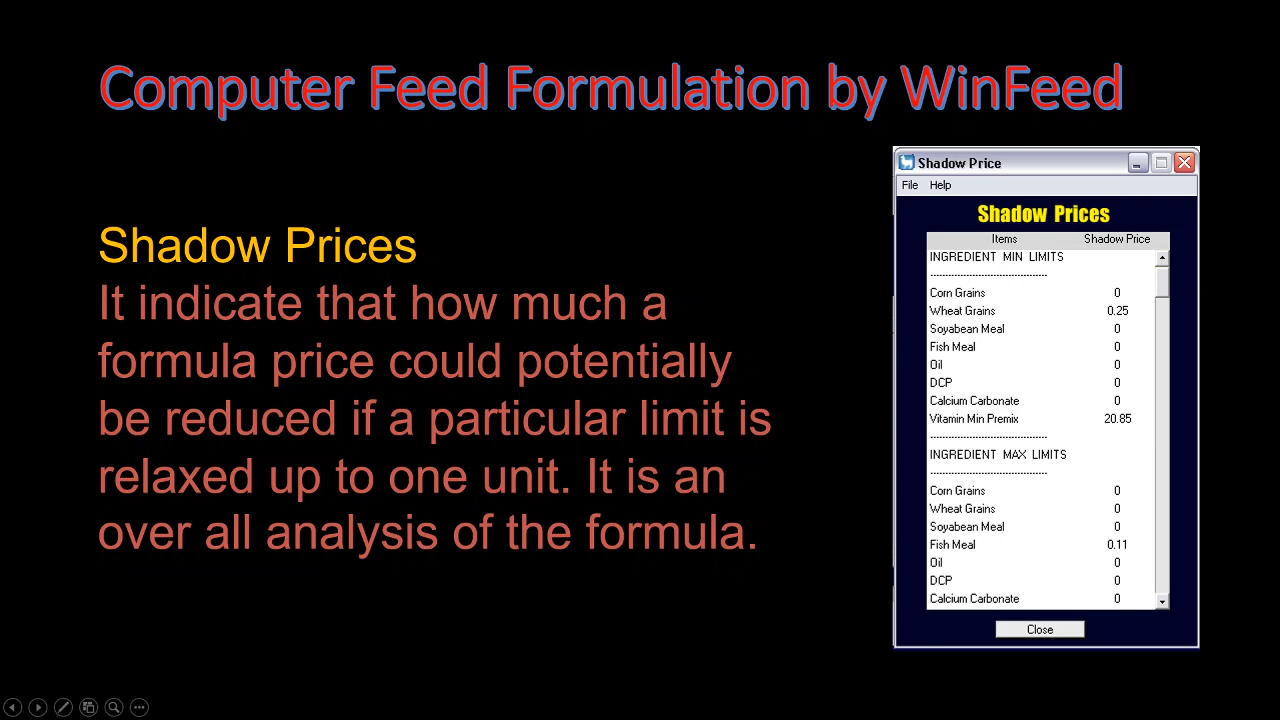 Computer Feed Formulation by WinFeed
Shadow Prices
It indicate that how much a
formula price could potentially
be reduced if a particular limit is
relaxed up to one unit. It is an
over all analysis of the formula.
Shadow Price
File Help
Shadow Prices
Items Shadow Price
INGREDIENT MIN LIMITS
----------------------------------------
Corn Grains 0
Wheat Grains 0.25
Soyabean Meal 0
Fish Meal 0
Oil 0
DCP 0
Calcium Carbonate 0
Vitamin Min Premix 20.85
----------------------------------------
INGREDIENT MAX LIMITS
----------------------------------------
Corn Grains 0
Wheat Grains 0
Soyabean Meal 0
Fish Meal 0.11
Oil 0
DCP 0
Calcium Carbonate 0
Close